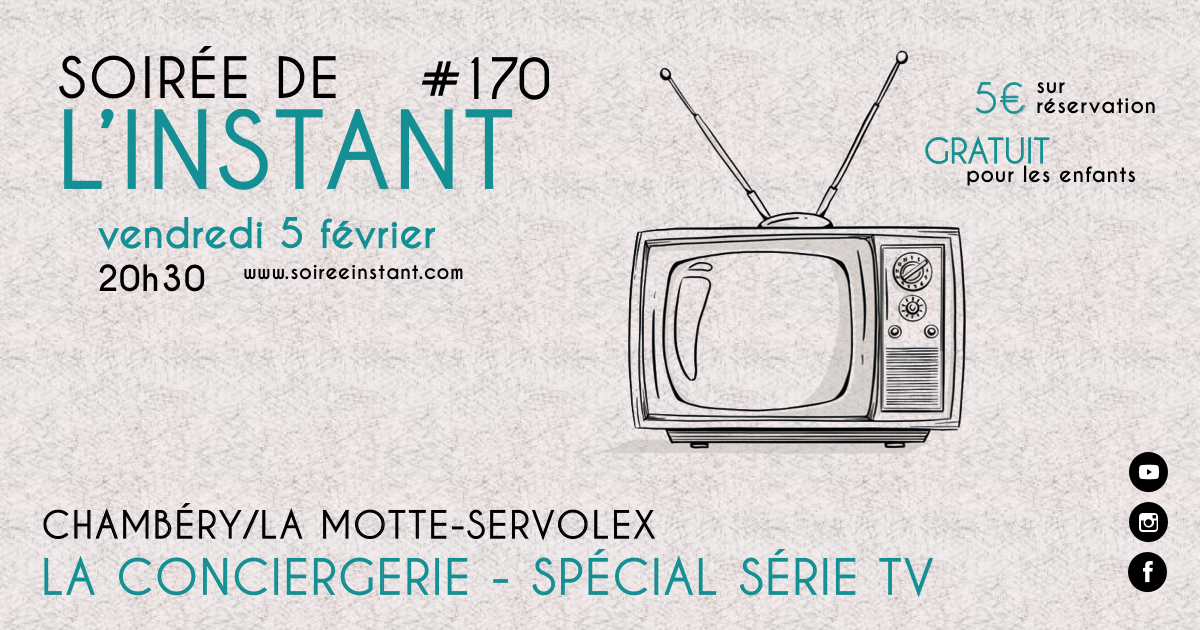 SOIRÉE DE #170
L'INSTANT
vendredi 5 février
20h30 www.soireeinstant.com
5€ sur réservation
GRATUIT
pour les enfants
CHAMBÉRY/LA MOTTE-SERVOLEX
LA CONCIERGERIE - SPÉCIAL SÉRIE TV